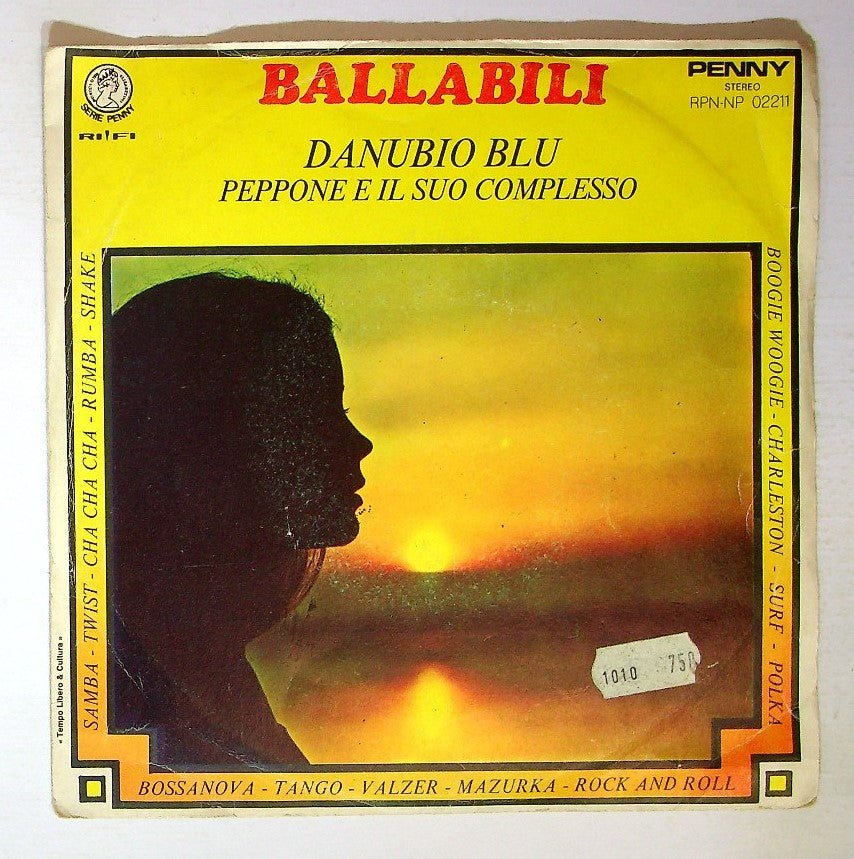 BALLABILI
PENNY
STEREO
RPN-NP 02211
SERIE PENNY
RI!FI
DANUBIO BLU
PEPPONE E IL SUO COMPLESSO
SAMBA - TWIST - CHA CHA CHA - RUMBA - SHAKE
BOOGIE WOOGIE - CHARLESTON - SURF - POLKA
« Tempo Libero & Cultura »
1010 750
BOSSANOVA - TANGO - VALZER - MAZURKA - ROCK AND ROLL